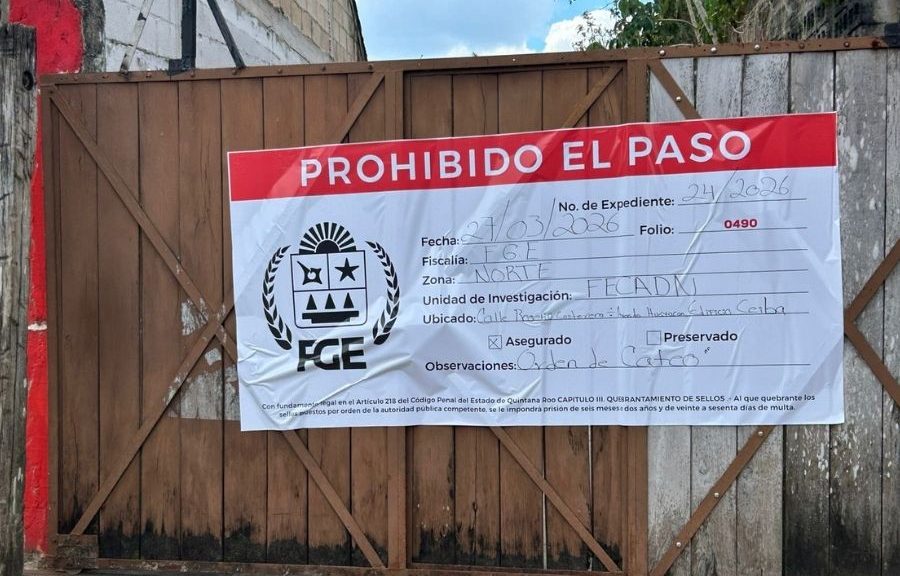 PROHIBIDO EL PASO
No. de Expediente: 24/2026
Fecha: 27/03/2026 Folio: 0490
Fiscalía: FGE
Zona: NORTE
Unidad de Investigación: FECADN
Ubicado: Calle
Asegurado Preservado
Observaciones: Orden de Cateo"
FGE
Con fundamento legal en el Artículo 218 del Código Penal del Estado de Quintana Roo CAPITULO III. QUEBRANTAMIENTO DE SELLOS .- Al que quebrante los
sellos puestos por orden de la autoridad pública competente, se le impondrá prisión de seis meses a dos años y de veinte a sesenta días de multa.